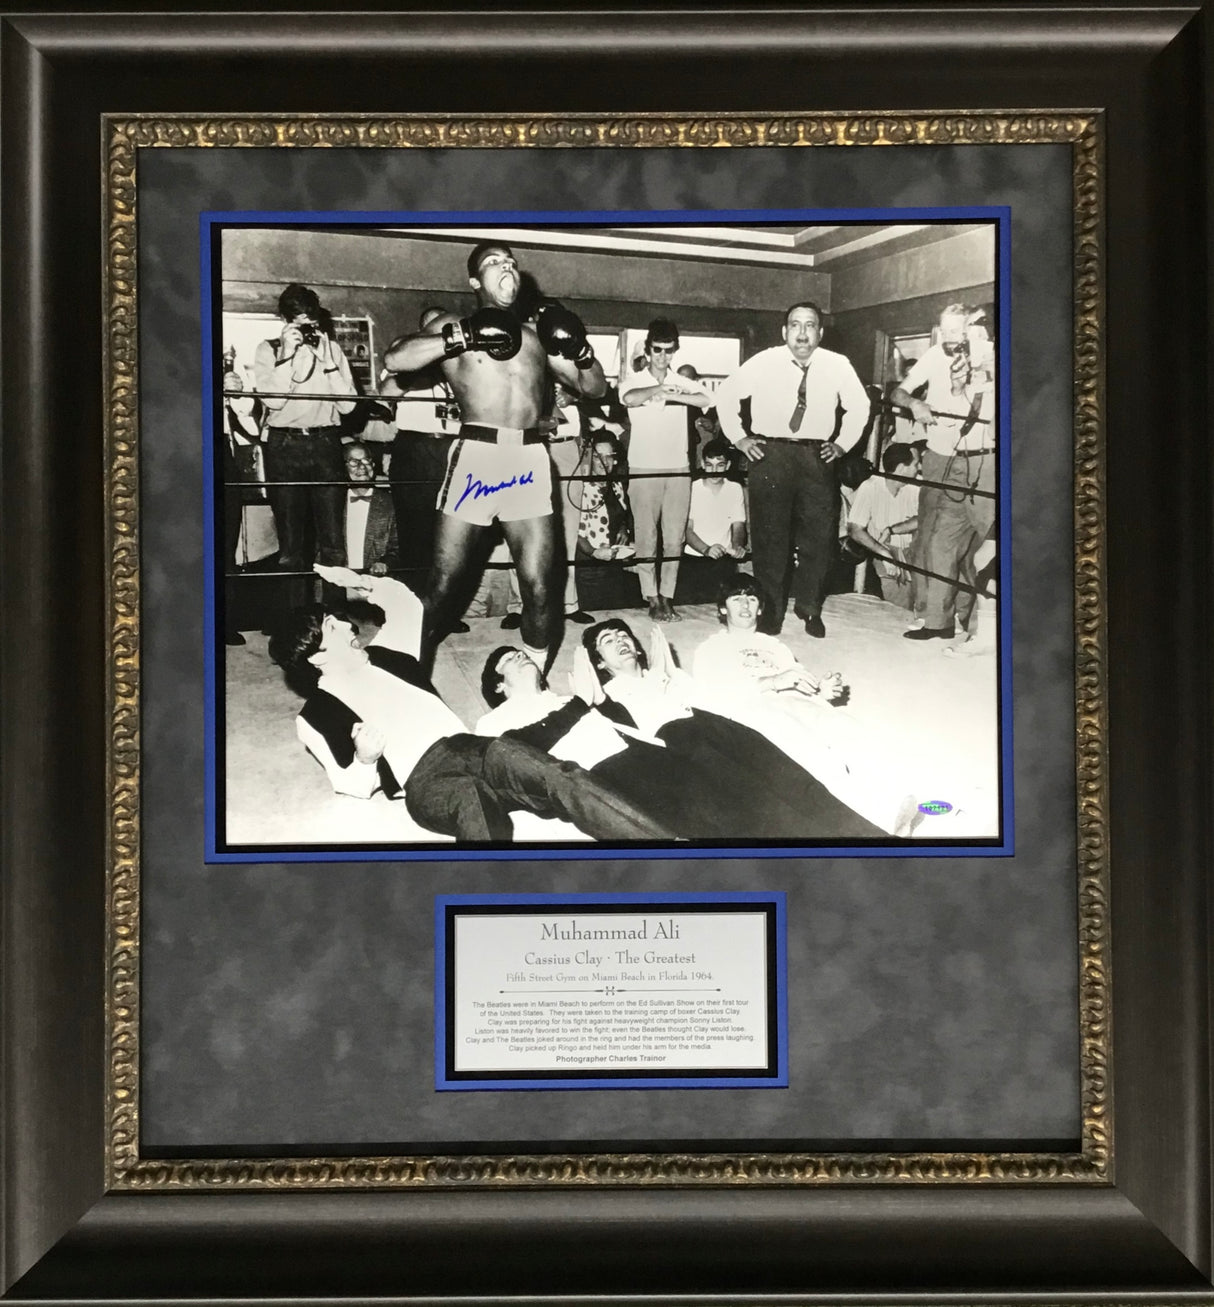 Muhammad Ali
Muhammad Ali
Cassius Clay · The Greatest
Fifth Street Gym on Miami Beach in Florida 1964.
The Beatles were in Miami Beach to perform on the Ed Sullivan Show on their first tour
of the United States. They were taken to the training camp of boxer Cassius Clay.
Clay was preparing for his fight against heavyweight champion Sonny Liston.
Liston was heavily favored to win the fight; even the Beatles thought Clay would lose.
Clay and The Beatles joked around in the ring and had the members of the press laughing.
Clay picked up Ringo and held him under his arm for the media
Photographer Charles Trainor